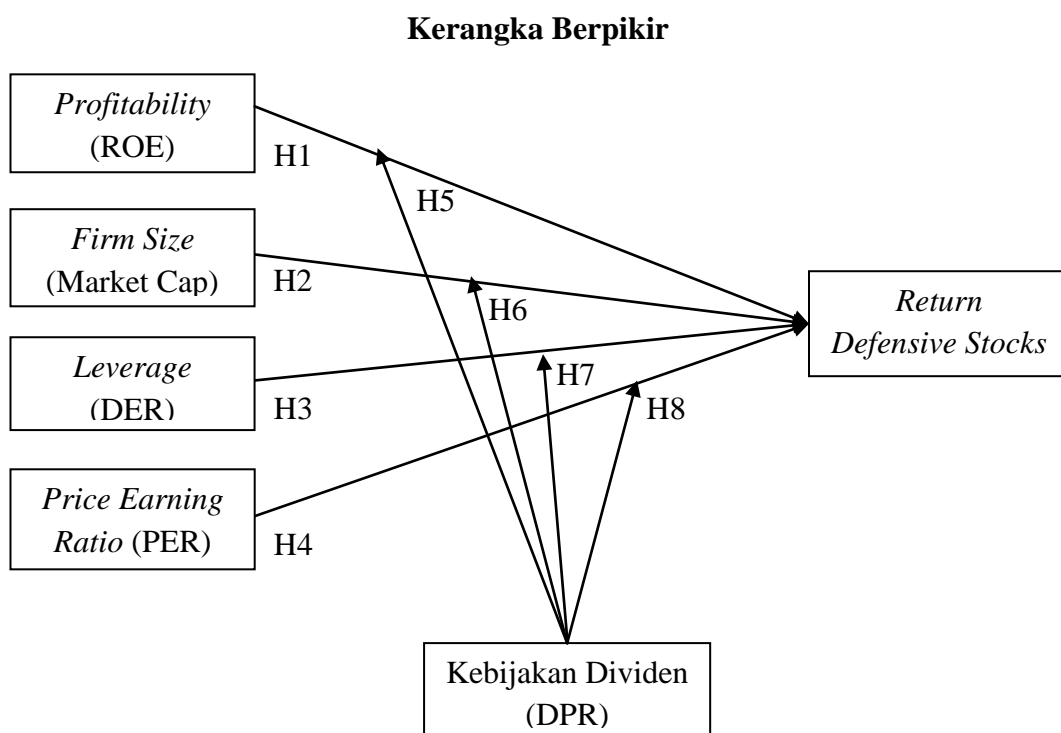 Kerangka Berpikir
Profitability
(ROE)
H1
H5
Firm Size
(Market Cap)
H2
H6
Return
Defensive Stocks
Leverage
(DER)
H3
H7
H8
Price Earning
Ratio (PER)
H4
Kebijakan Dividen
(DPR)